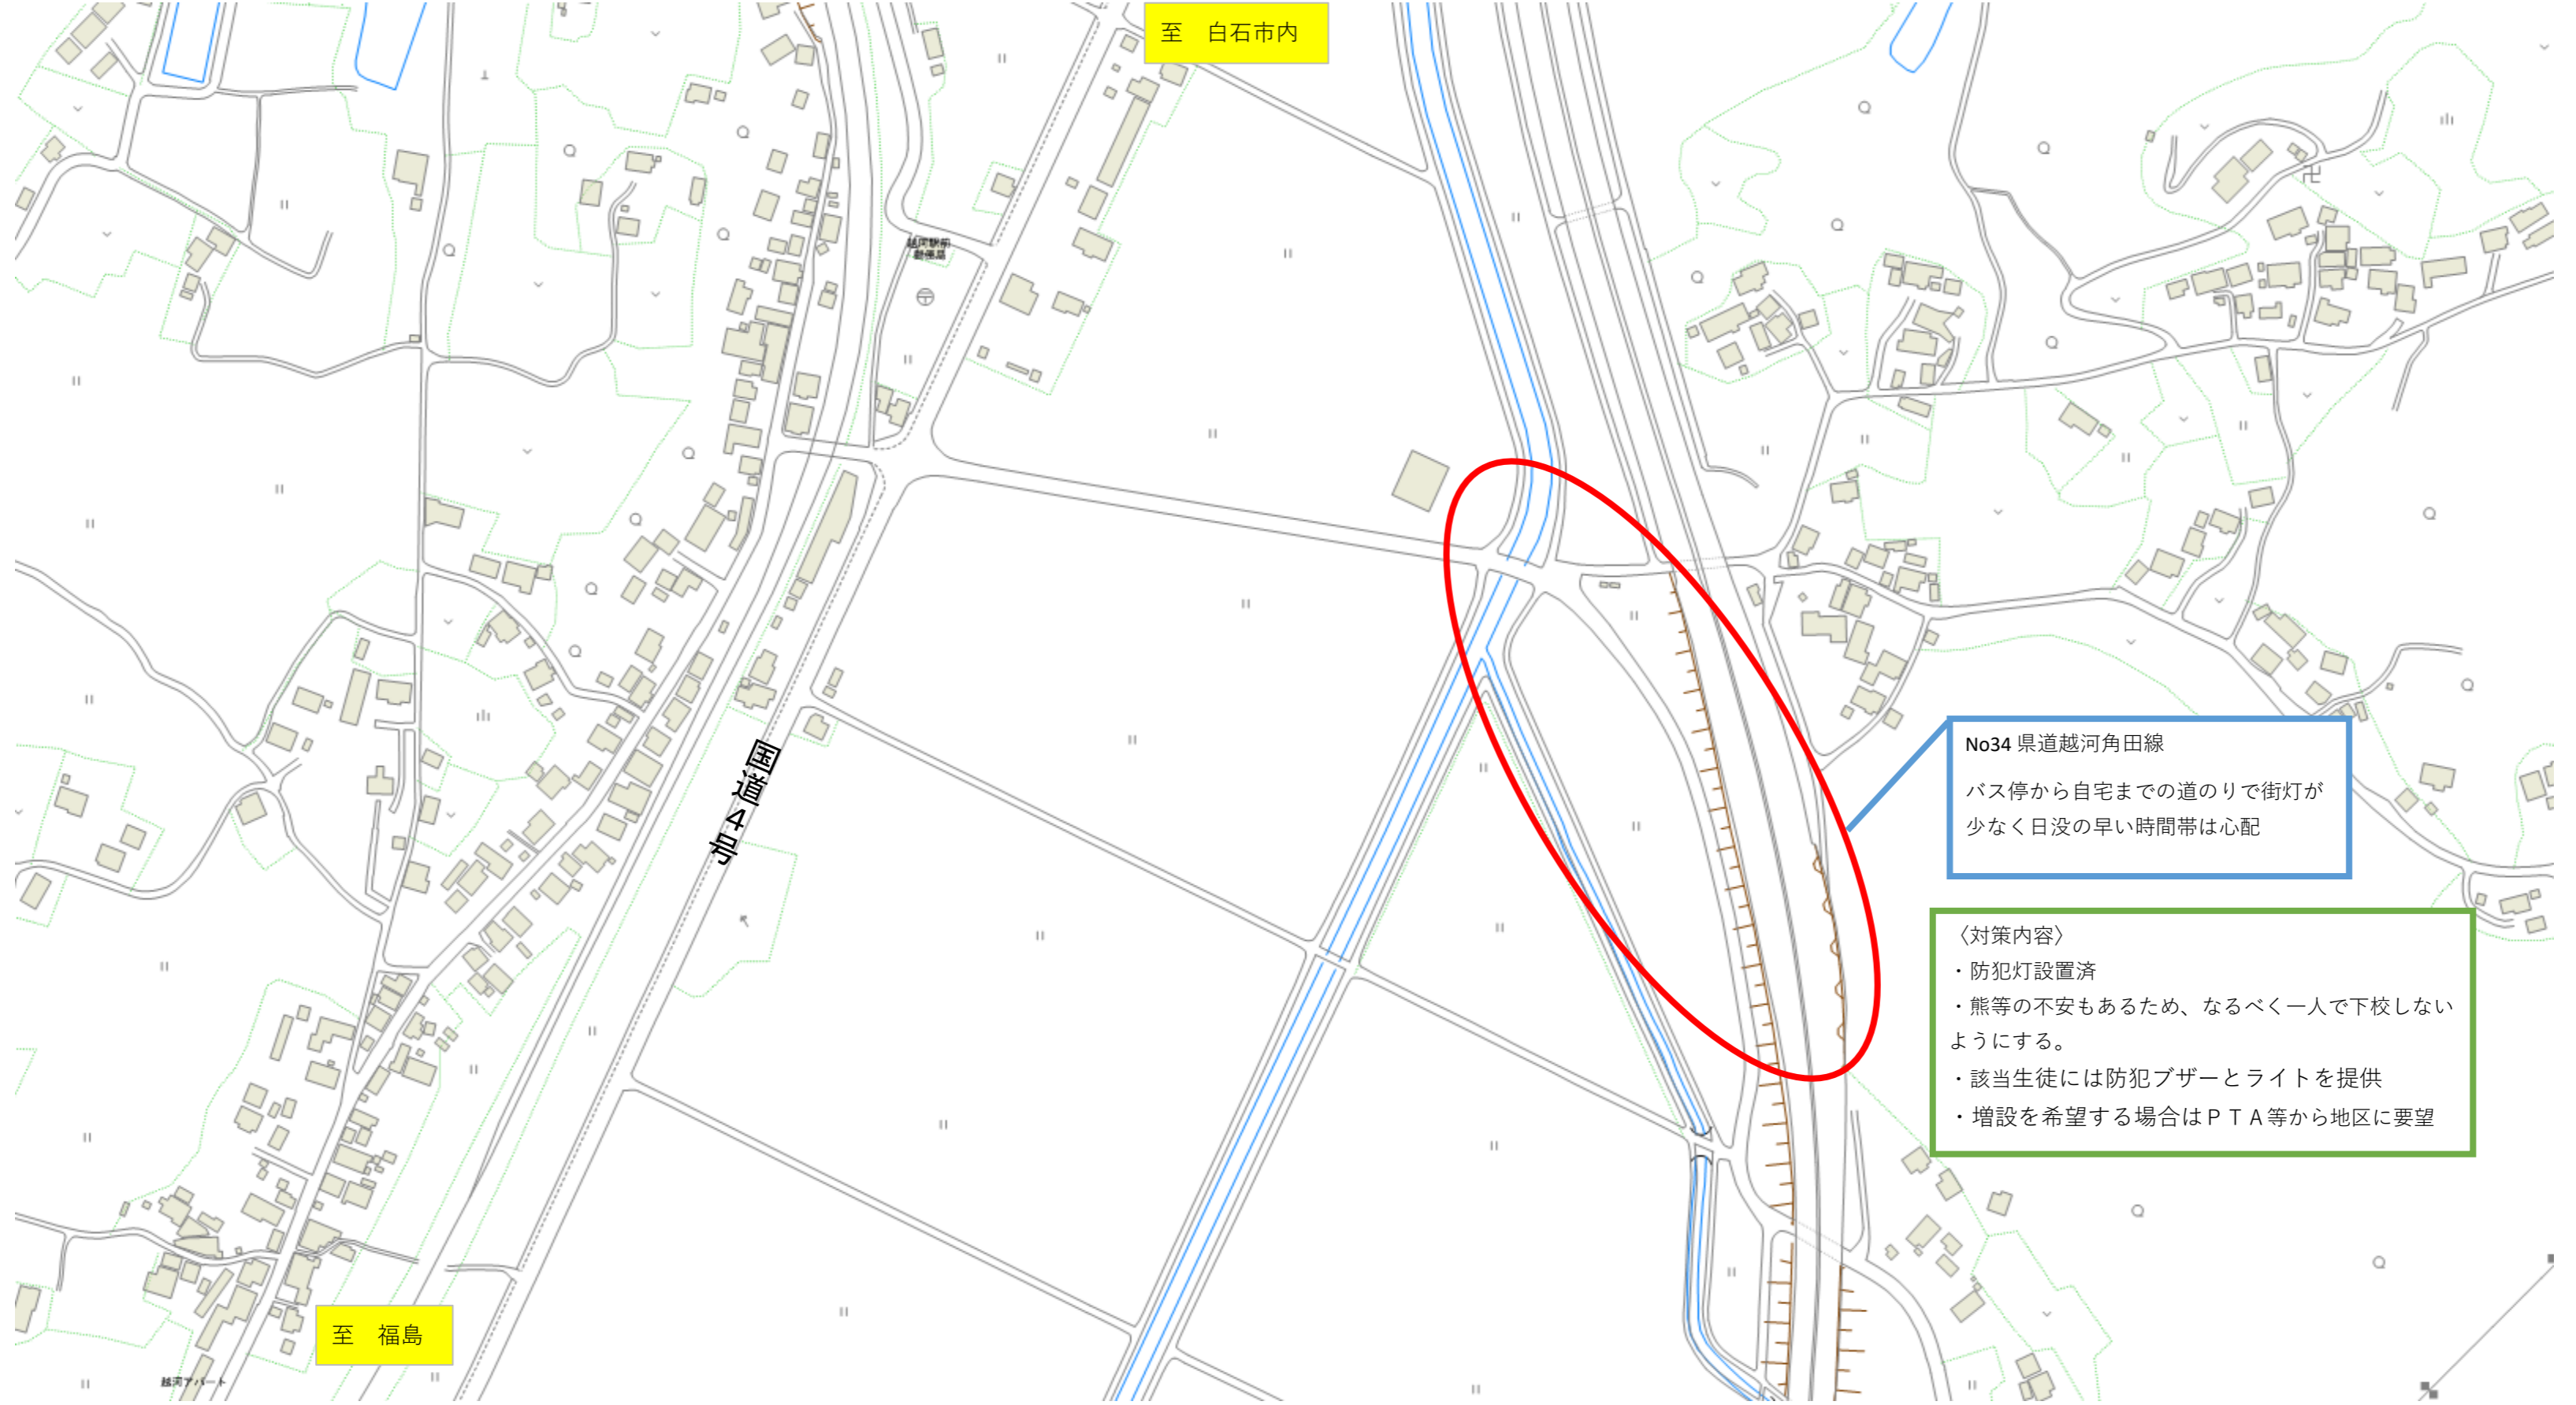 至　白石市内
越河駅前
郵便局
国道4号
No34 県道越河角田線
バス停から自宅までの道のりで街灯が
少なく日没の早い時間帯は心配
〈対策内容〉
・防犯灯設置済
・熊等の不安もあるため、なるべく一人で下校しない
ようにする。
・該当生徒には防犯ブザーとライトを提供
・増設を希望する場合はＰＴＡ等から地区に要望
至　福島
越河アパート